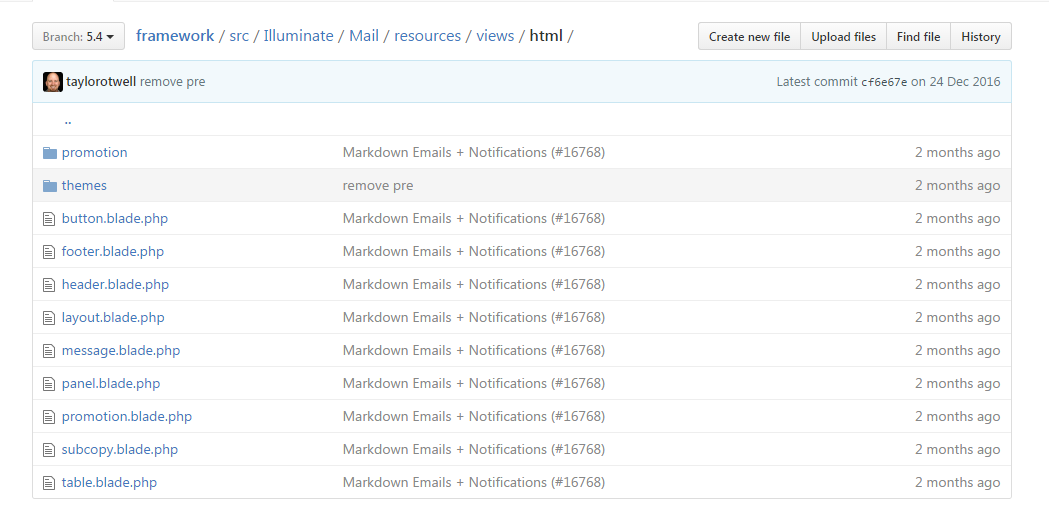 Branch: 5.4 framework / src / Illuminate / Mail / resources / views / html / Create new file Upload files Find file History
taylorotwell remove pre Latest commit cf6e67e on 24 Dec 2016
..
promotion Markdown Emails + Notifications (#16768) 2 months ago
themes remove pre 2 months ago
button.blade.php Markdown Emails + Notifications (#16768) 2 months ago
footer.blade.php Markdown Emails + Notifications (#16768) 2 months ago
header.blade.php Markdown Emails + Notifications (#16768) 2 months ago
layout.blade.php Markdown Emails + Notifications (#16768) 2 months ago
message.blade.php Markdown Emails + Notifications (#16768) 2 months ago
panel.blade.php Markdown Emails + Notifications (#16768) 2 months ago
promotion.blade.php Markdown Emails + Notifications (#16768) 2 months ago
subcopy.blade.php Markdown Emails + Notifications (#16768) 2 months ago
table.blade.php Markdown Emails + Notifications (#16768) 2 months ago